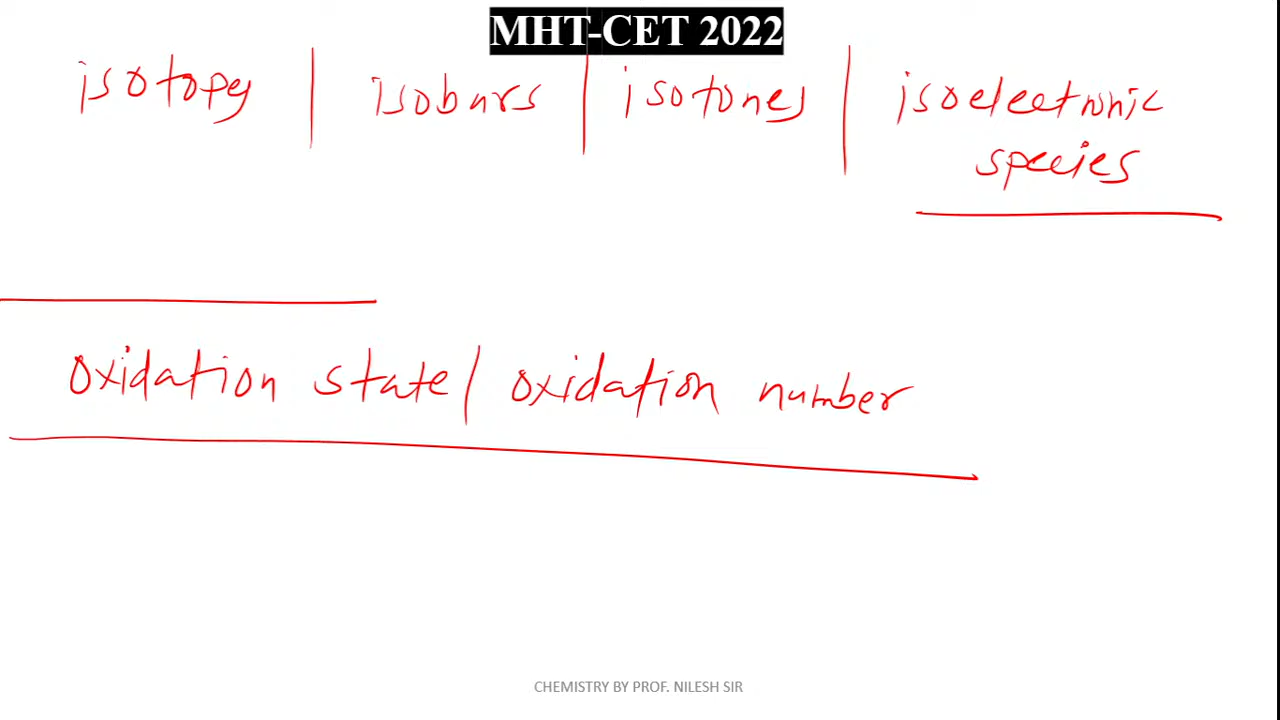 MHT-CET 2022
isotopes | isobars | isotones | isoelectronic
species
oxidation state / oxidation number
CHEMISTRY BY PROF. NILESH SIR